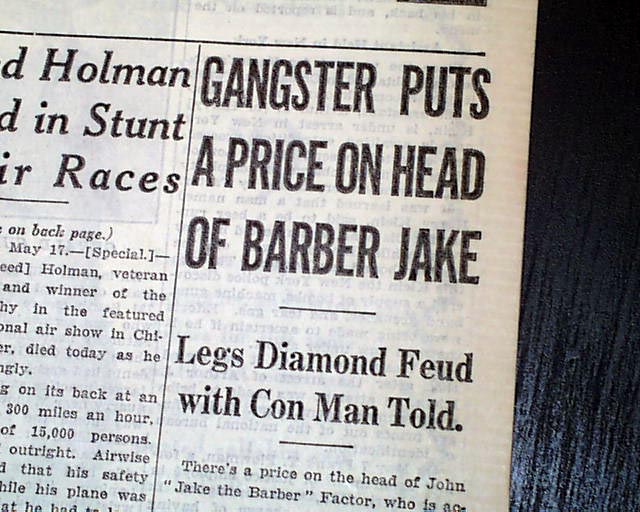 d Holman
d in Stunt
ir Races
on back page.)
May 17.—[Special.]—
eed] Holman, veteran
and winner of the
hy in the featured
onal air show in Chi-
er, died today as he
ngly.
g on its back at an
300 miles an hour,
of 15,000 persons.
outright. Airwise
d that his safety
hile his plane was
at he had to
GANGSTER PUTS
A PRICE ON HEAD
OF BARBER JAKE
Legs Diamond Feud
with Con Man Told.
There's a price on the head of John
"Jake the Barber" Factor, who is ac-